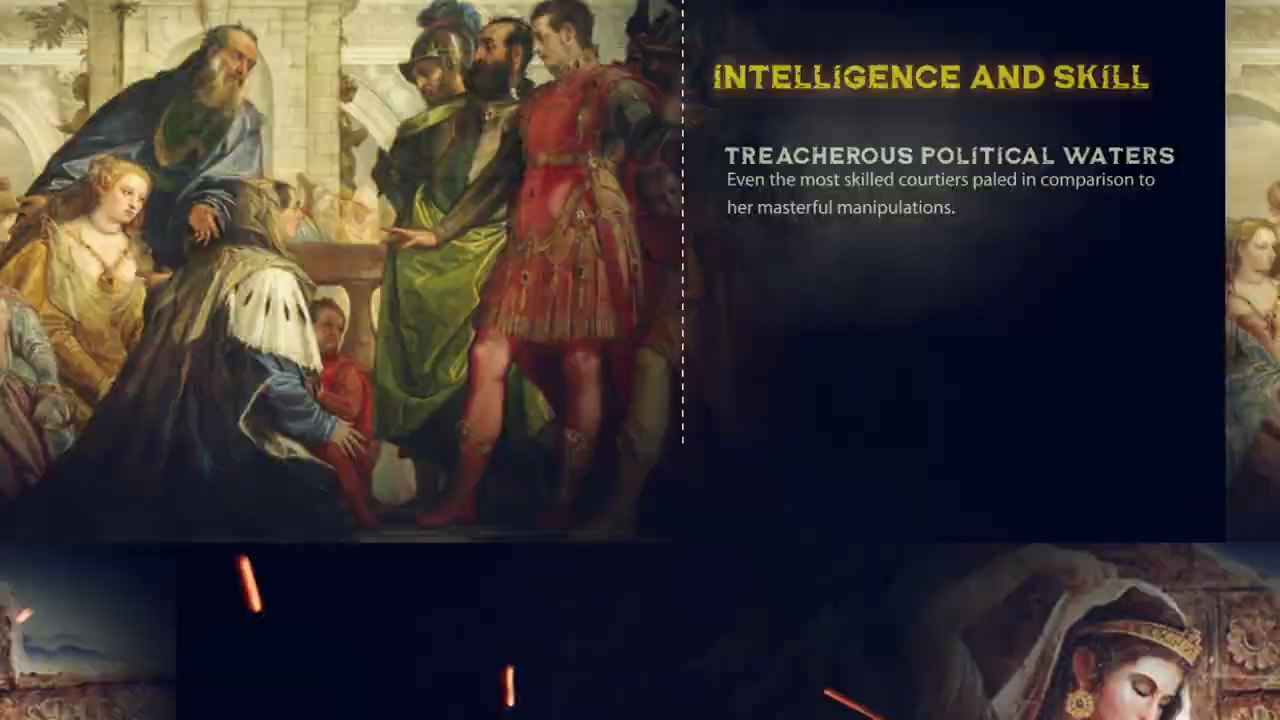 INTELLIGENCE AND SKILL
TREACHEROUS POLITICAL WATERS
Even the most skilled courtiers paled in comparison to
her masterful manipulations.